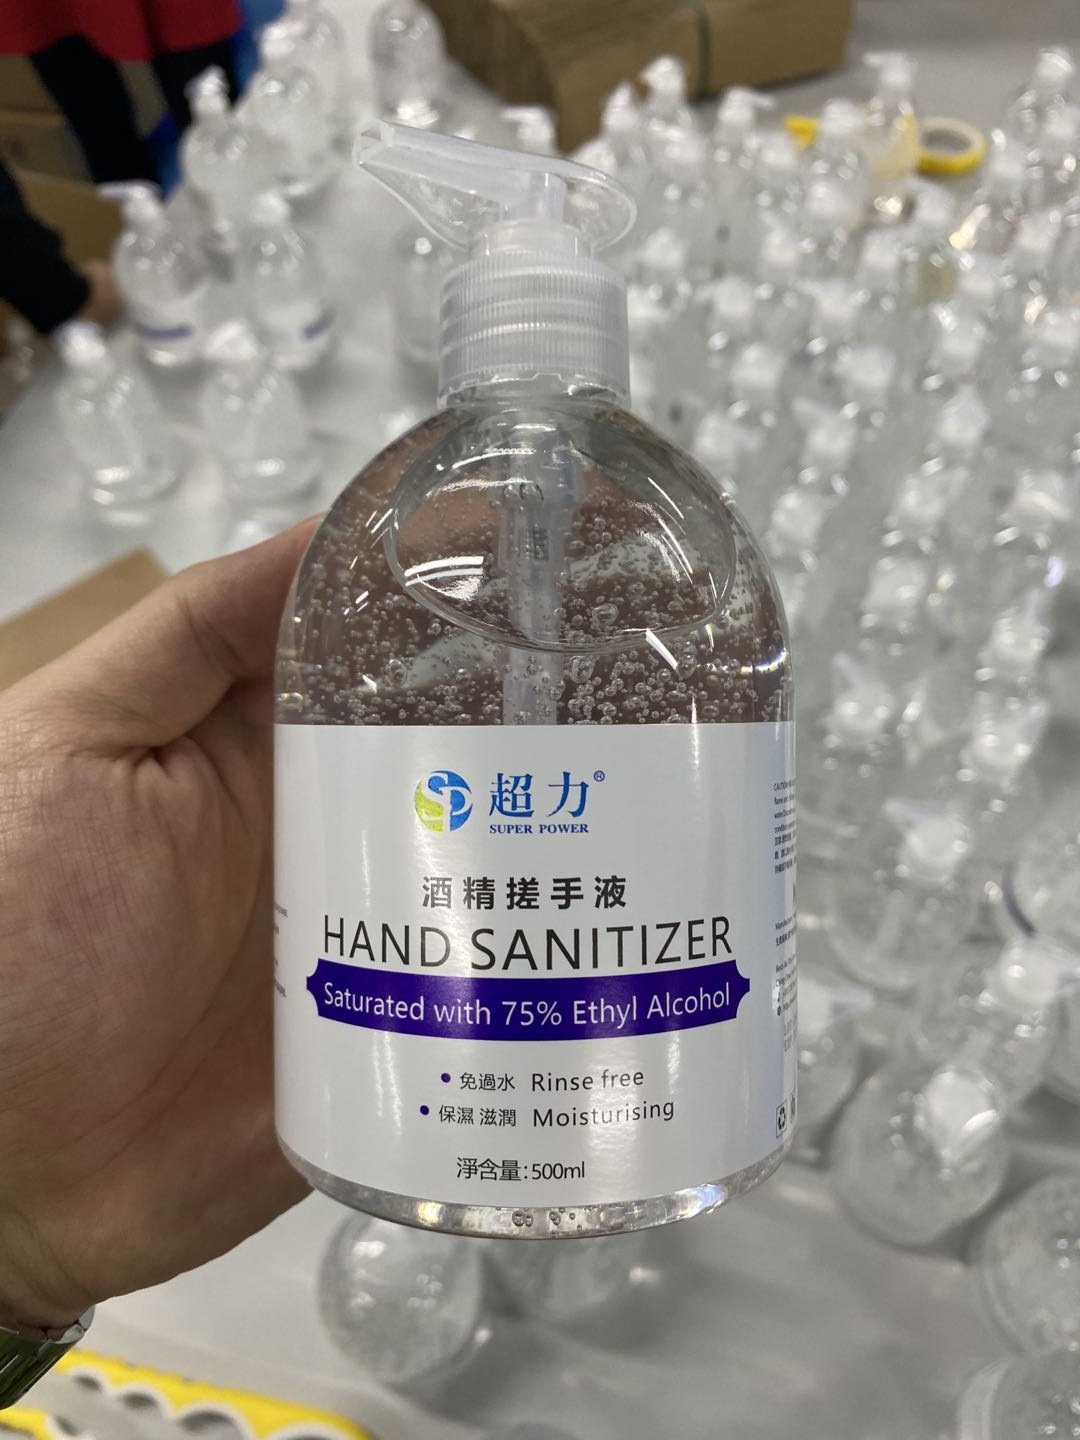 SP 超力®
SUPER POWER
酒精搓手液
HAND SANITIZER
Saturated with 75% Ethyl Alcohol
• 免過水 Rinse free
• 保濕 滋潤 Moisturising
淨含量: 500ml